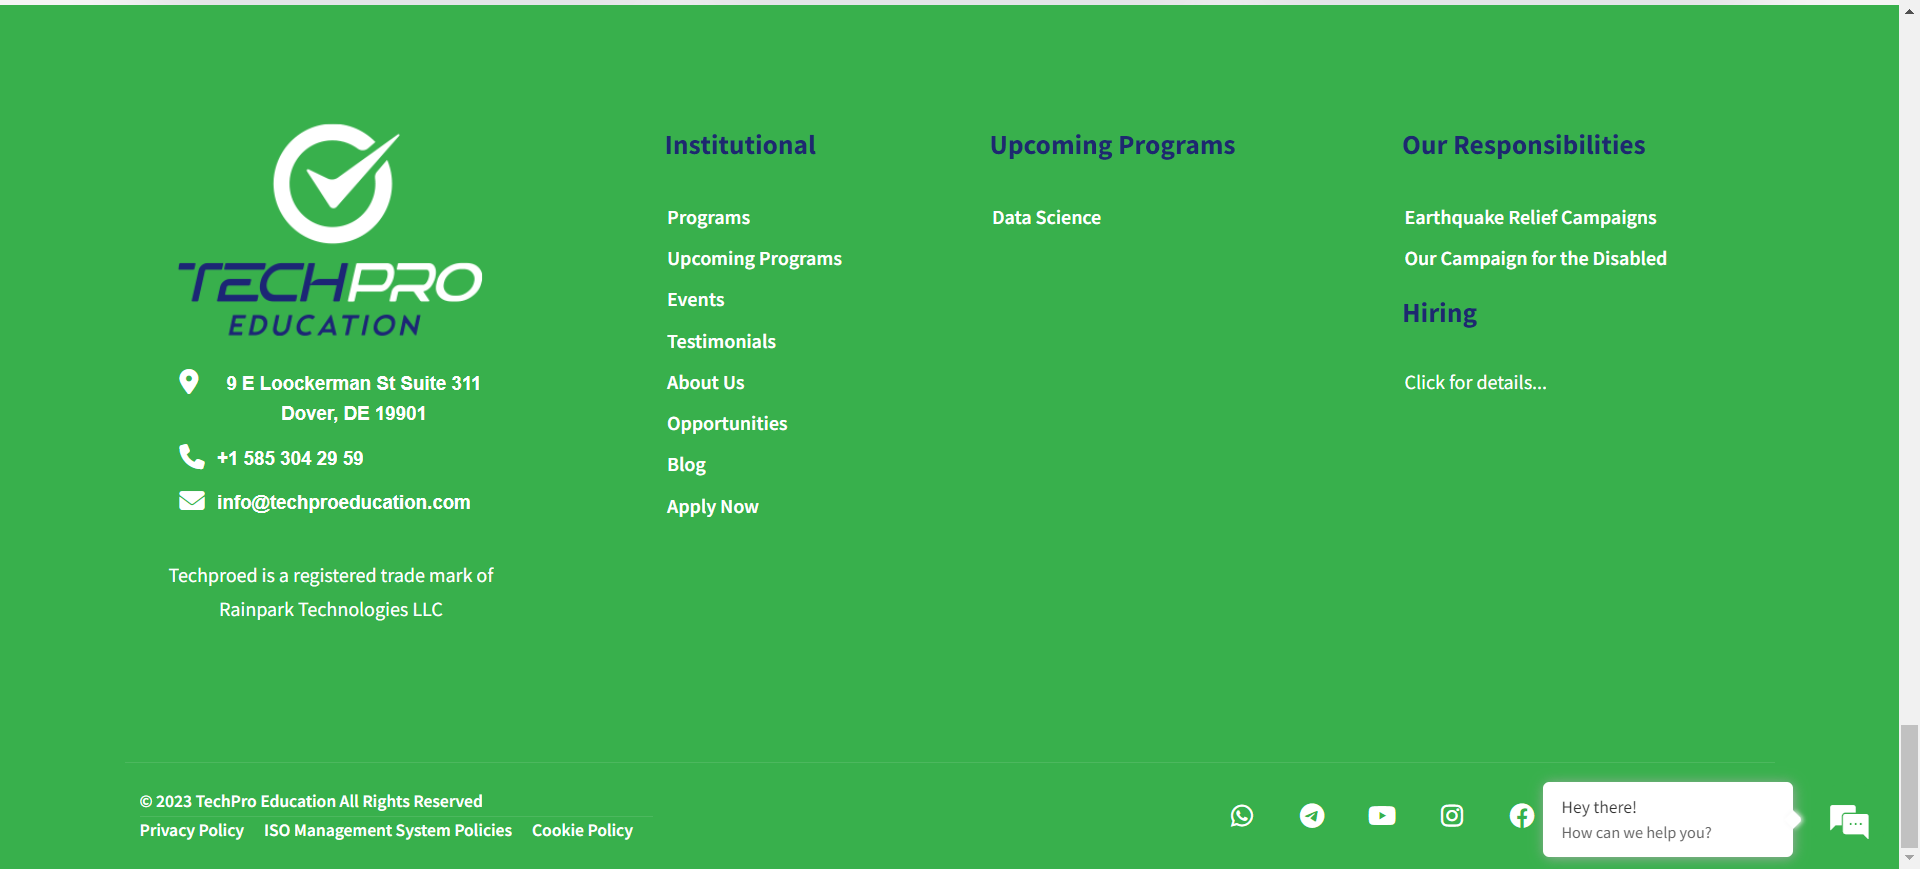 TECHPRO
EDUCATION
9 E Loockerman St Suite 311
Dover, DE 19901
+1 585 304 29 59
info@techproeducation.com
Techproed is a registered trade mark of
Rainpark Technologies LLC
Institutional
Programs
Upcoming Programs
Events
Testimonials
About Us
Opportunities
Blog
Apply Now
Upcoming Programs
Data Science
Our Responsibilities
Earthquake Relief Campaigns
Our Campaign for the Disabled
Hiring
Click for details...
© 2023 TechPro Education All Rights Reserved
Privacy Policy ISO Management System Policies Cookie Policy
Hey there!
How can we help you?